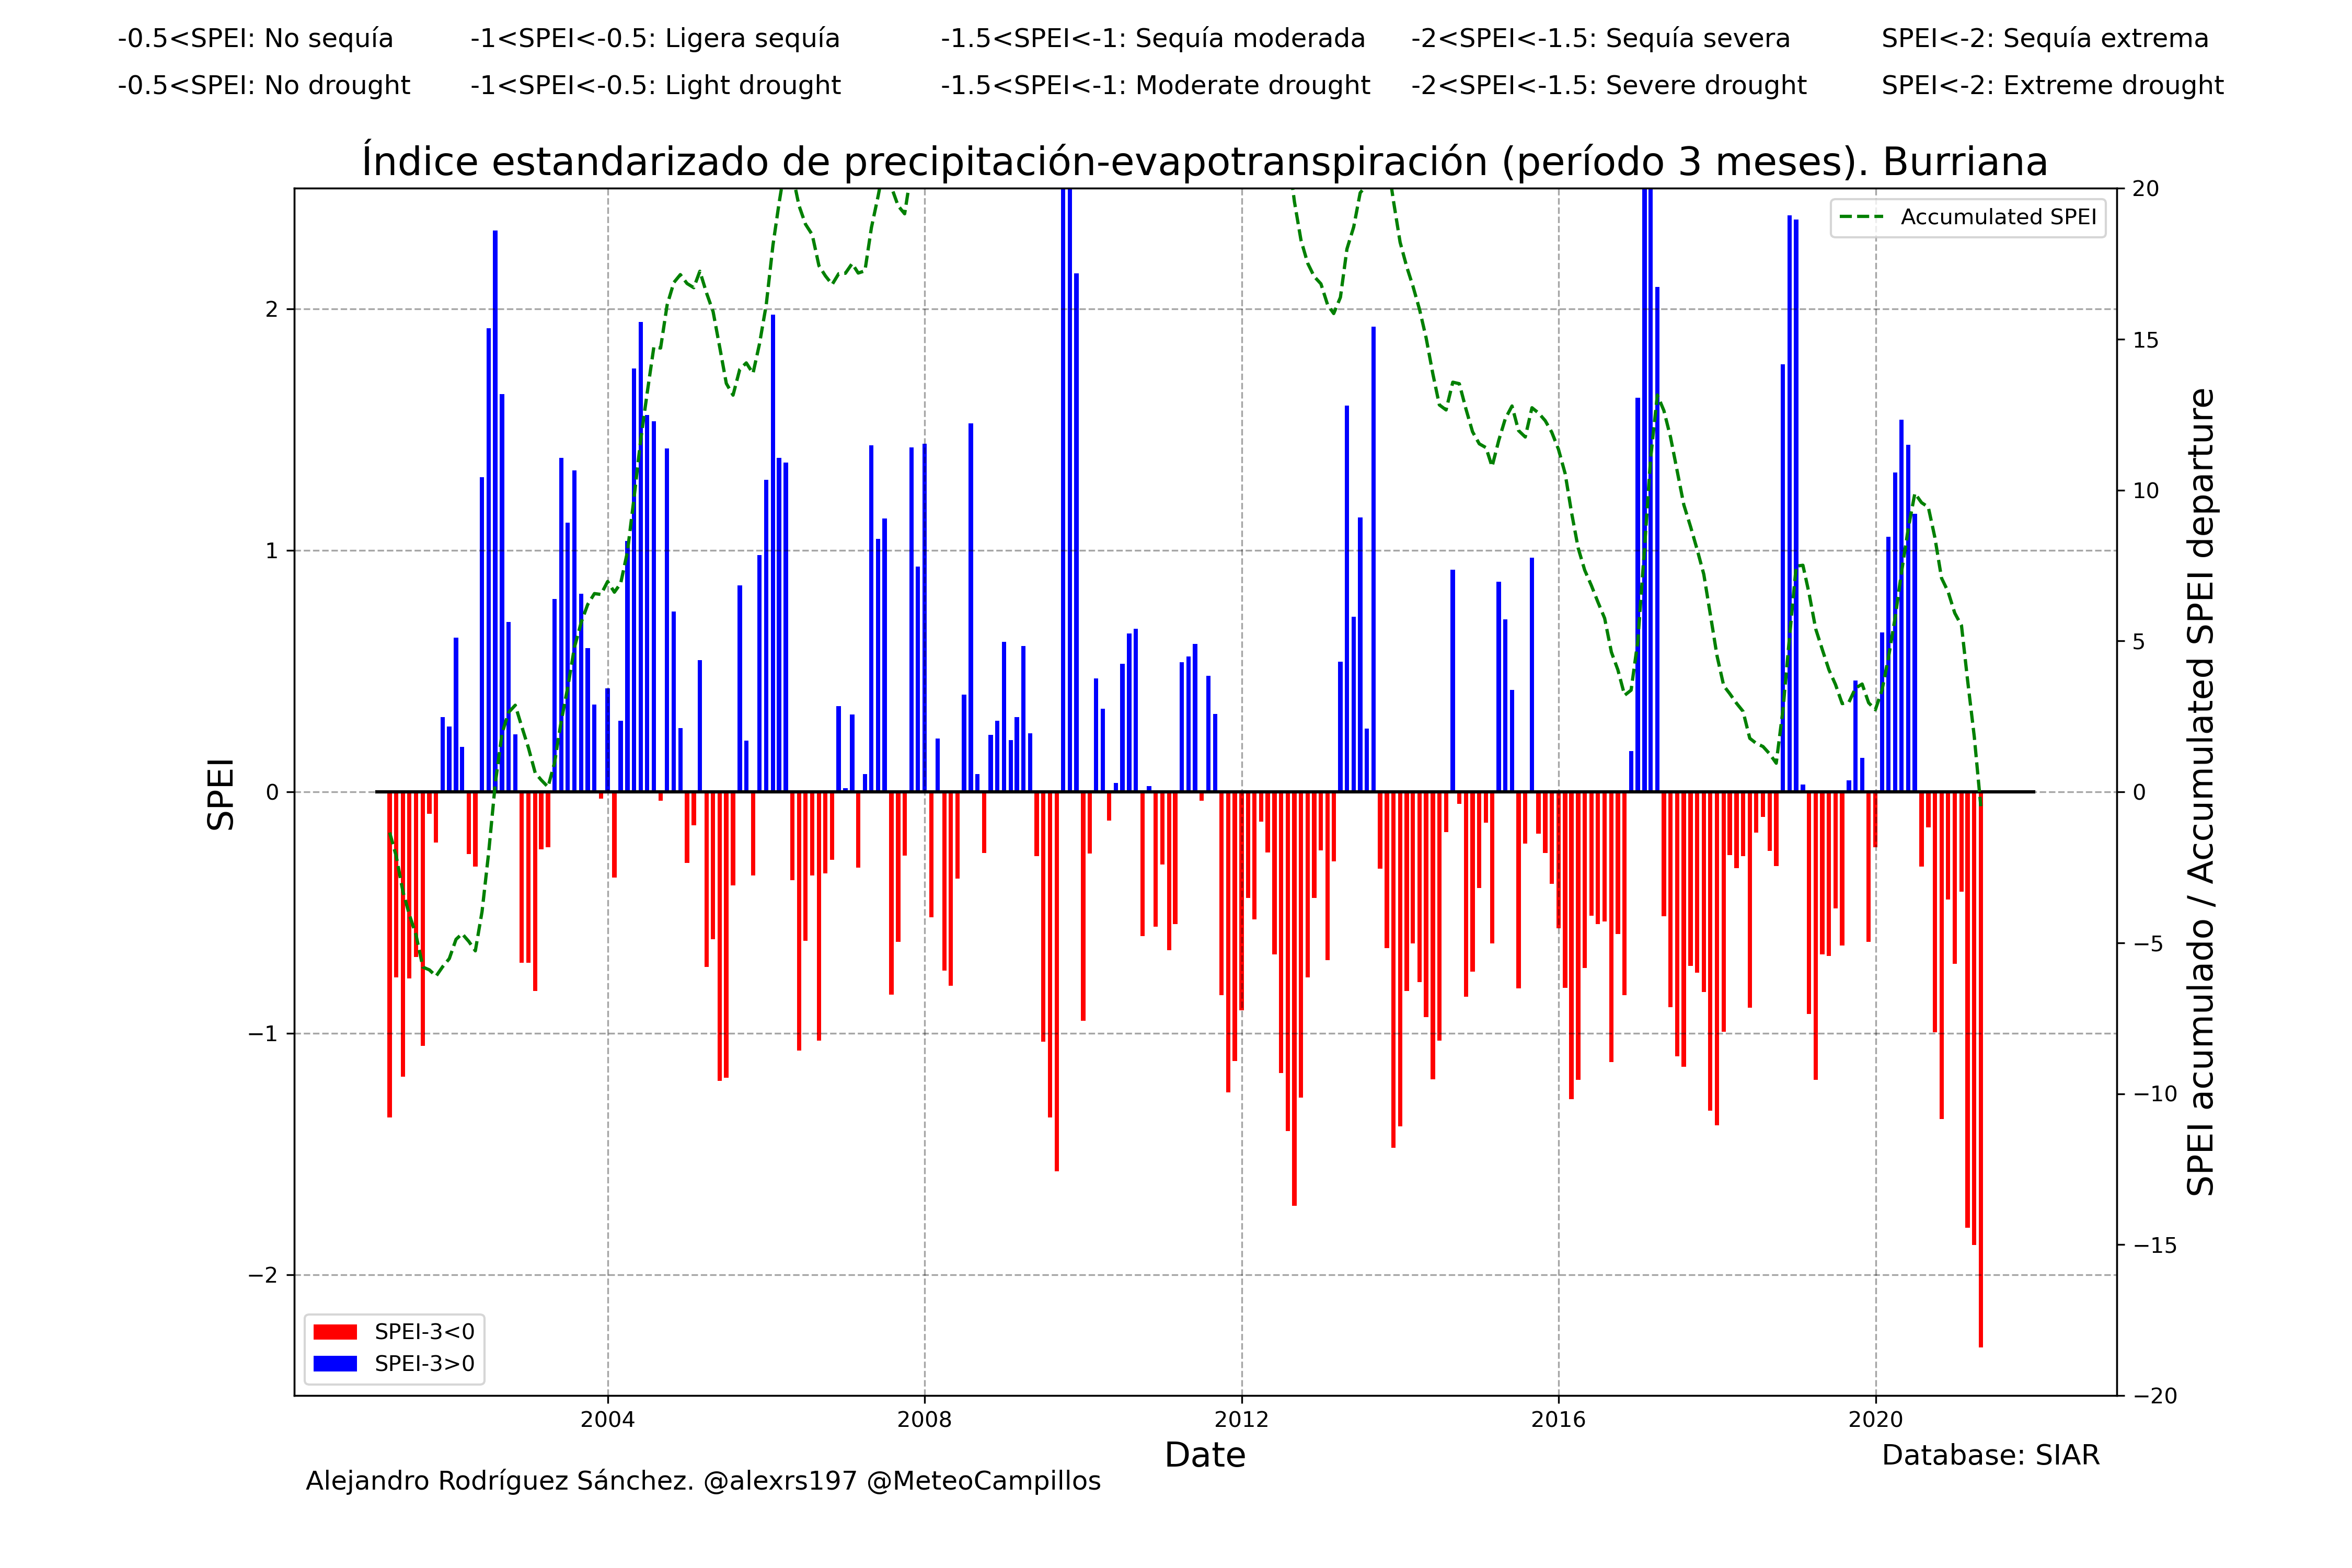 -0.5<SPEI: No sequía -1<SPEI<-0.5: Ligera sequía -1.5<SPEI<-1: Sequía moderada -2<SPEI<-1.5: Sequía severa SPEI<-2: Sequía extrema
-0.5<SPEI: No drought -1<SPEI<-0.5: Light drought -1.5<SPEI<-1: Moderate drought -2<SPEI<-1.5: Severe drought SPEI<-2: Extreme drought
Índice estandarizado de precipitación-evapotranspiración (período 3 meses). Burriana
Accumulated SPEI
SPEI
2
1
0
−1
−2
20
15
10
5
0
−5
−10
−15
−20
SPEI acumulado / Accumulated SPEI departure
SPEI-3<0
SPEI-3>0
2004 2008 2012 2016 2020
Date
Database: SIAR
Alejandro Rodríguez Sánchez. @alexrs197 @MeteoCampillos